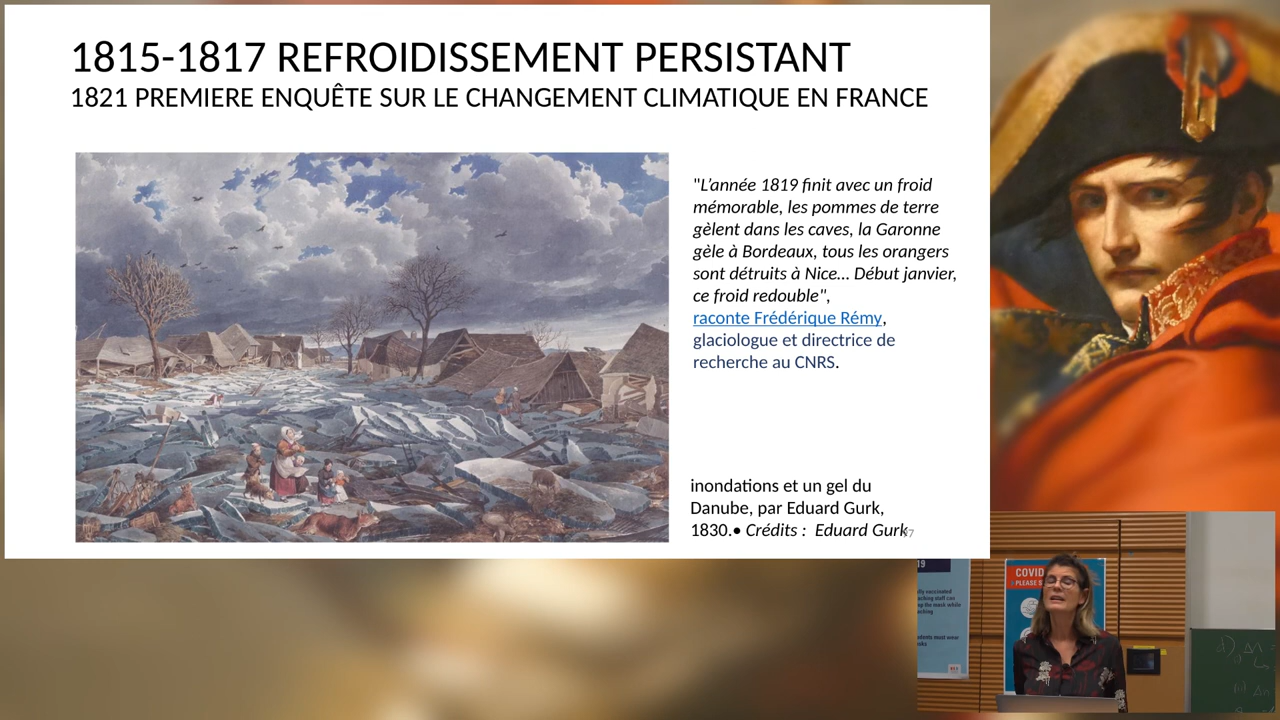 1815-1817 REFROIDISSEMENT PERSISTANT
1821 PREMIERE ENQUÊTE SUR LE CHANGEMENT CLIMATIQUE EN FRANCE
"L'année 1819 finit avec un froid
mémorable, les pommes de terre
gèlent dans les caves, la Garonne
gèle à Bordeaux, tous les orangers
sont détruits à Nice... Début janvier,
ce froid redouble",
raconte Frédérique Rémy,
glaciologue et directrice de
recherche au CNRS.
inondations et un gel du
Danube, par Eduard Gurk,
1830.• Crédits : Eduard Gurk
19
COVID
PLEASE